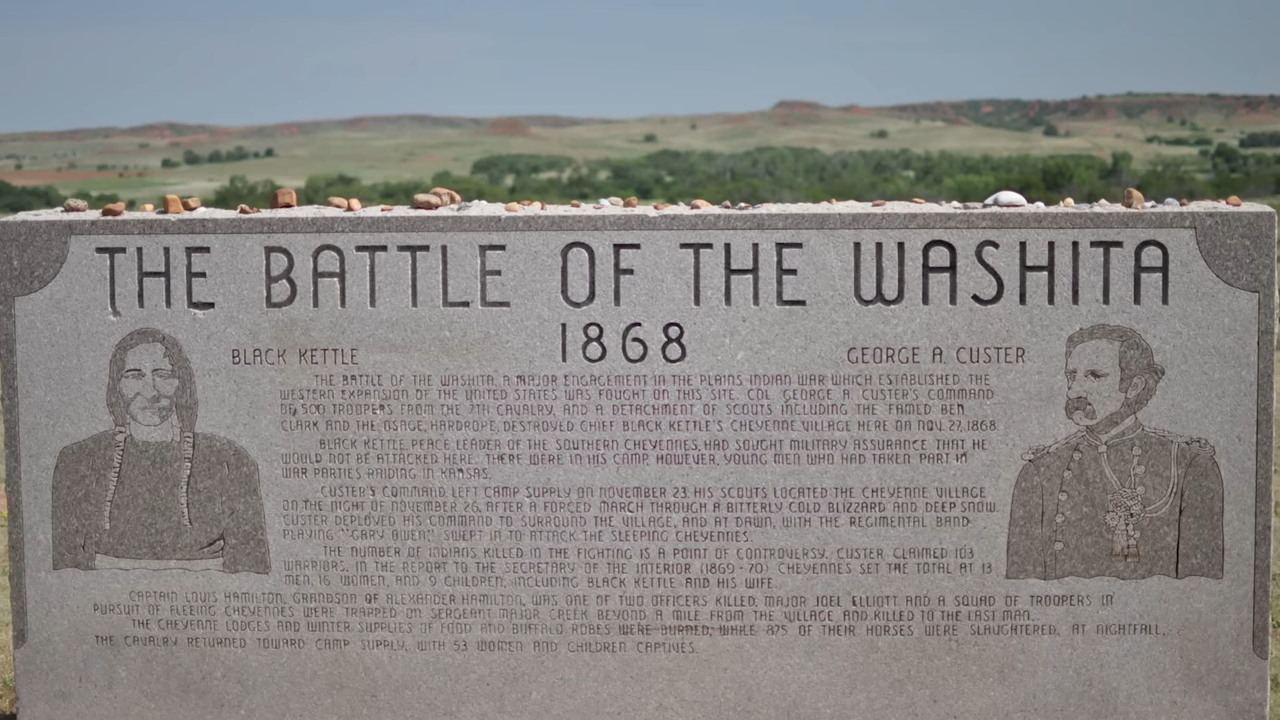 THE BATTLE OF THE WASHITA
1868
BLACK KETTLE
GEORGE A. CUSTER
THE BATTLE OF THE WASHITA, A MAJOR ENGAGEMENT IN THE PLAINS INDIAN WAR WHICH ESTABLISHED THE
WESTERN EXPANSION OF THE UNITED STATES WAS FOUGHT ON THIS SITE. COL. GEORGE A. CUSTER'S COMMAND
OF 500 TROOPERS FROM THE 7TH CAVALRY, AND A DETACHMENT OF SCOUTS INCLUDING THE FAMED BEN
CLARK AND THE OSAGE, HARDROPE, DESTROYED CHIEF BLACK KETTLE'S CHEYENNE VILLAGE HERE ON NOV. 27, 1868.
BLACK KETTLE, PEACE LEADER OF THE SOUTHERN CHEYENNES, HAD SOUGHT MILITARY ASSURANCE THAT HE
WOULD NOT BE ATTACKED HERE. THERE WERE IN HIS CAMP, HOWEVER, YOUNG MEN WHO HAD TAKEN PART IN
WAR PARTIES RAIDING IN KANSAS.
CUSTER'S COMMAND LEFT CAMP SUPPLY ON NOVEMBER 23. HIS SCOUTS LOCATED THE CHEYENNE VILLAGE
ON THE NIGHT OF NOVEMBER 26, AFTER A FORCED MARCH THROUGH A BITTERLY COLD BLIZZARD AND DEEP SNOW.
CUSTER DEPLOYED HIS COMMAND TO SURROUND THE VILLAGE, AND AT DAWN, WITH THE REGIMENTAL BAND
PLAYING "GARY OWEN" SWEPT IN TO ATTACK THE SLEEPING CHEYENNES.
THE NUMBER OF INDIANS KILLED IN THE FIGHTING IS A POINT OF CONTROVERSY. CUSTER CLAIMED 103
WARRIORS. IN THE REPORT TO THE SECRETARY OF THE INTERIOR (1869-70) CHEYENNES SET THE TOTAL AT 13
MEN, 16 WOMEN, AND 9 CHILDREN, INCLUDING BLACK KETTLE AND HIS WIFE.
CAPTAIN LOUIS HAMILTON, GRANDSON OF ALEXANDER HAMILTON, WAS ONE OF TWO OFFICERS KILLED. MAJOR JOEL ELLIOTT AND A SQUAD OF TROOPERS IN
PURSUIT OF FLEEING CHEYENNES WERE TRAPPED ON SERGEANT MAJOR CREEK BEYOND A MILE FROM THE VILLAGE AND KILLED TO THE LAST MAN.
THE CHEYENNE LODGES AND WINTER SUPPLIES OF FOOD AND BUFFALO ROBES WERE BURNED, WHILE 875 OF THEIR HORSES WERE SLAUGHTERED. AT NIGHTFALL,
THE CAVALRY RETURNED TOWARD CAMP SUPPLY, WITH 53 WOMEN AND CHILDREN CAPTIVES.